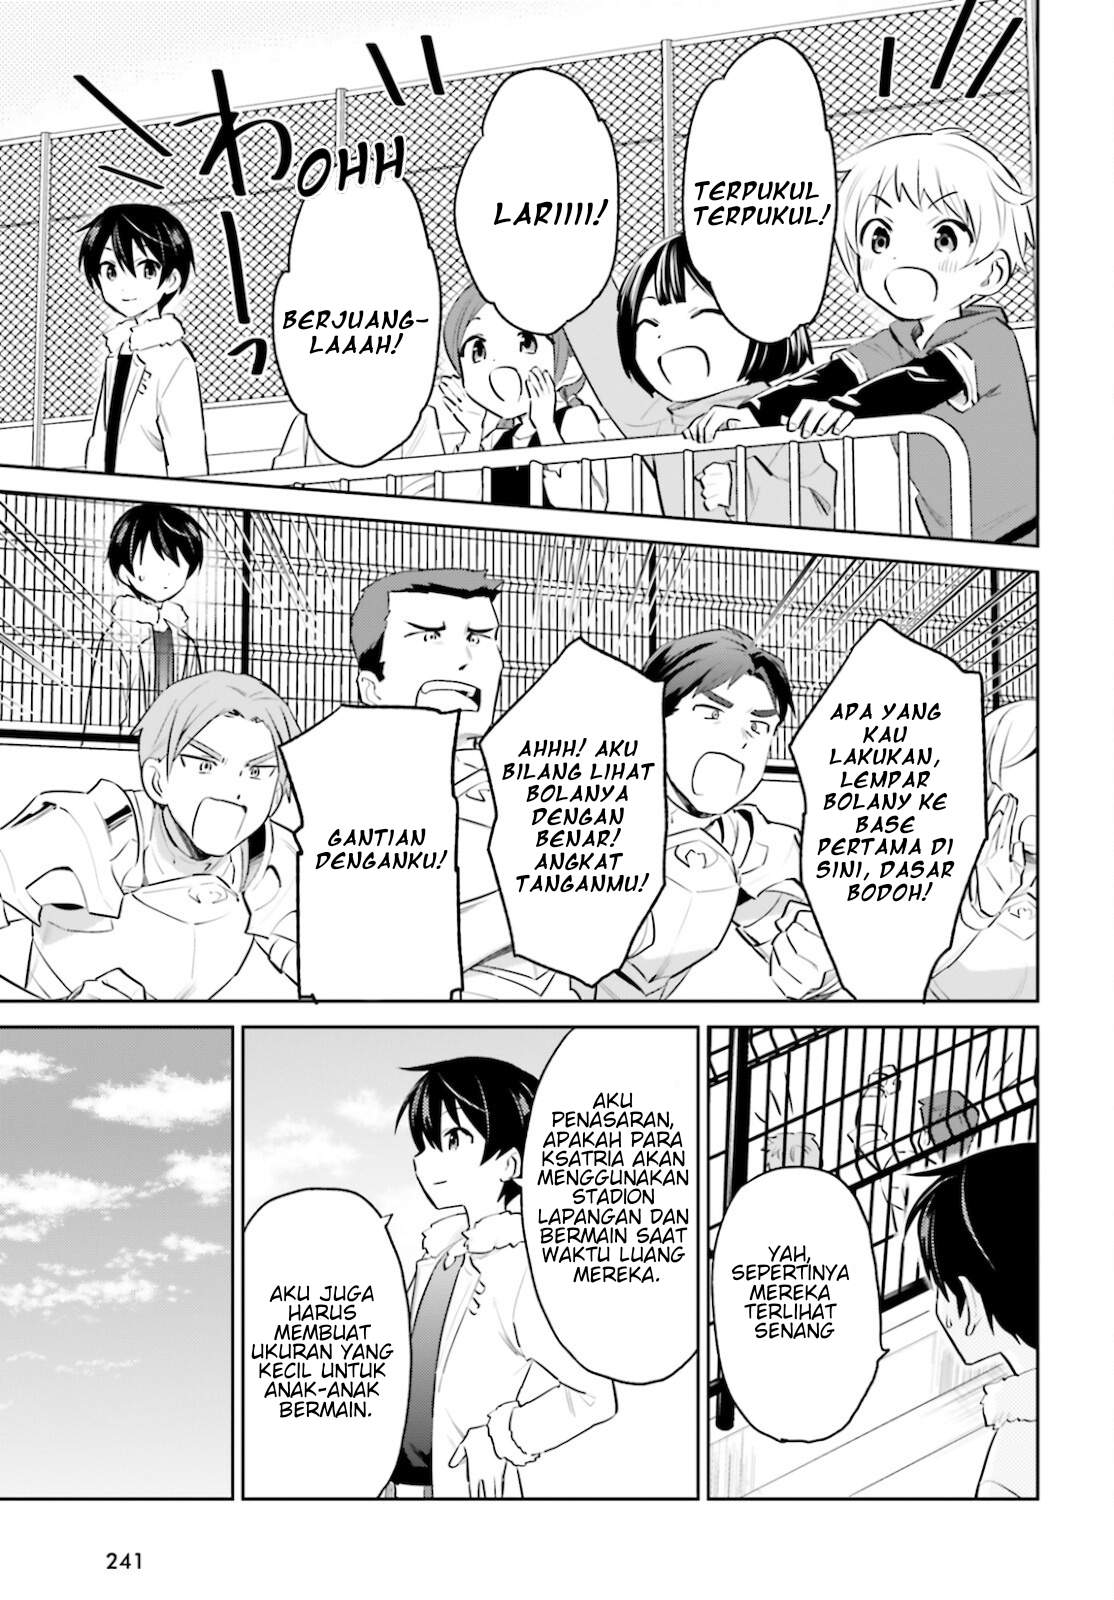 TERPUKUL
TERPUKUL!
LARIIII!
わー
OHH
BERJUANG-
LAAAH!
APA YANG
KAU
LAKUKAN,
LEMPAR
BOLANY KE
BASE
PERTAMA DI
SINI, DASAR
BODOH!
AHHH! AKU
BILANG LIHAT
BOLANYA
DENGAN
BENAR!
ANGKAT
TANGANMU!
GANTIAN
DENGANKU!
YAH,
SEPERTINYA
MEREKA
TERLIHAT
SENANG
AKU
PENASARAN,
APAKAH PARA
KSATRIA AKAN
MENGGUNAKAN
STADION
LAPANGAN DAN
BERMAIN SAAT
WAKTU LUANG
MEREKA.
AKU JUGA
HARUS
MEMBUAT
UKURAN YANG
KECIL UNTUK
ANAK-ANAK
BERMAIN.
241